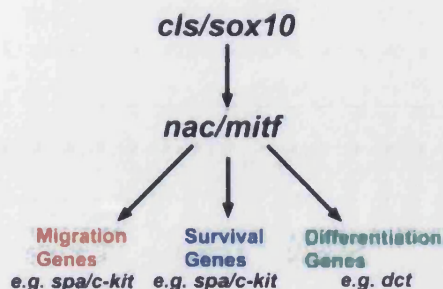 cls/sox10
nac/mitf
Migration Survival Differentiation
Genes Genes Genes
e.g. spa/c-kit e.g. spa/c-kit e.g. dct